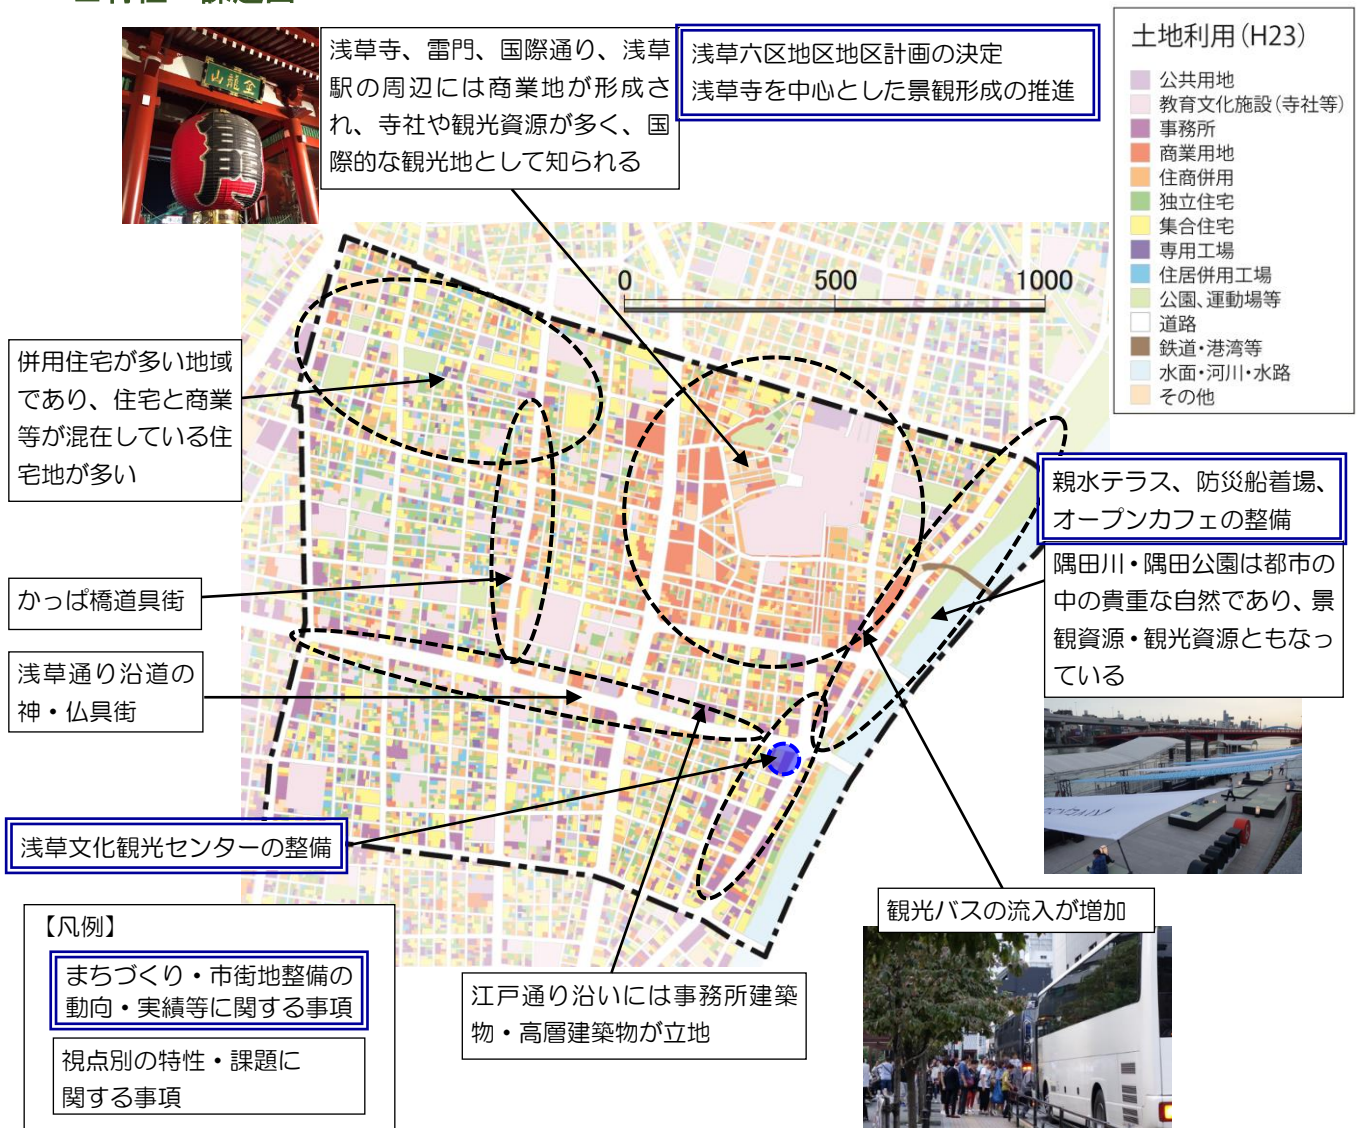 浅草寺、雷門、国際通り、浅草
駅の周辺には商業地が形成さ
れ、寺社や観光資源が多く、国
際的な観光地として知られる
浅草六区地区地区計画の決定
浅草寺を中心とした景観形成の推進
土地利用(H23)
公共用地
教育文化施設(寺社等)
事務所
商業用地
住商併用
独立住宅
集合住宅
専用工場
住居併用工場
公園、運動場等
道路
鉄道・港湾等
水面・河川・水路
その他
金龍山
0 500 1000
併用住宅が多い地域
であり、住宅と商業
等が混在している住
宅地が多い
親水テラス、防災船着場、
オープンカフェの整備
隅田川・隅田公園は都市の
中の貴重な自然であり、景
観資源・観光資源ともなっ
ている
かっぱ橋道具街
浅草通り沿道の
神・仏具街
浅草文化観光センターの整備
観光バスの流入が増加
江戸通り沿いには事務所建築
物・高層建築物が立地
【凡例】
まちづくり・市街地整備の
動向・実績等に関する事項
視点別の特性・課題に
関する事項